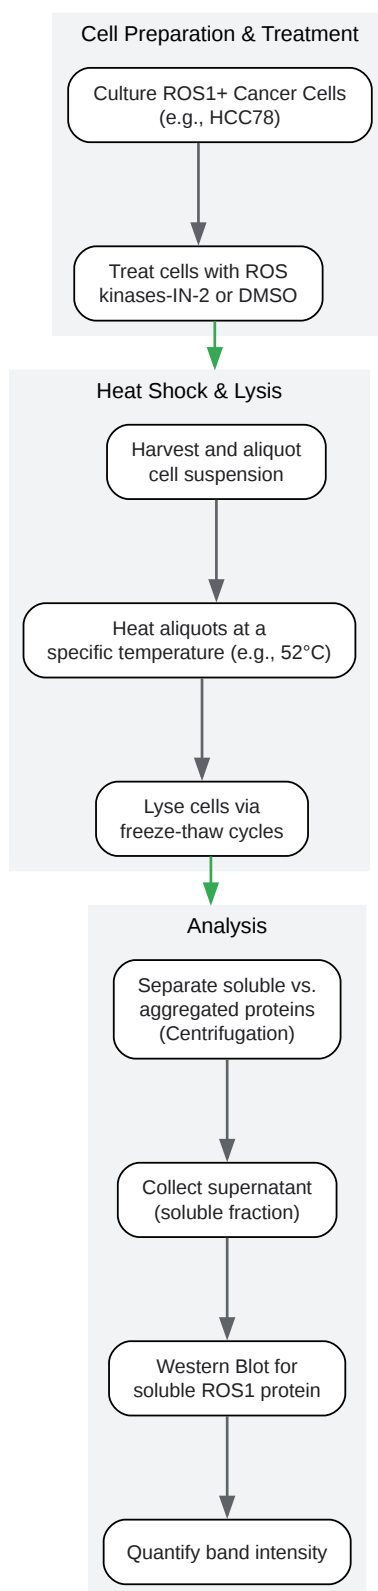 Cell Preparation & Treatment
Culture ROS1+ Cancer Cells
(e.g., HCC78)
Treat cells with ROS
kinases-IN-2 or DMSO
Heat Shock & Lysis
Harvest and aliquot
cell suspension
Heat aliquots at a
specific temperature (e.g., 52°C)
Lyse cells via
freeze-thaw cycles
Analysis
Separate soluble vs.
aggregated proteins
(Centrifugation)
Collect supernatant
(soluble fraction)
Western Blot for
soluble ROS1 protein
Quantify band intensity